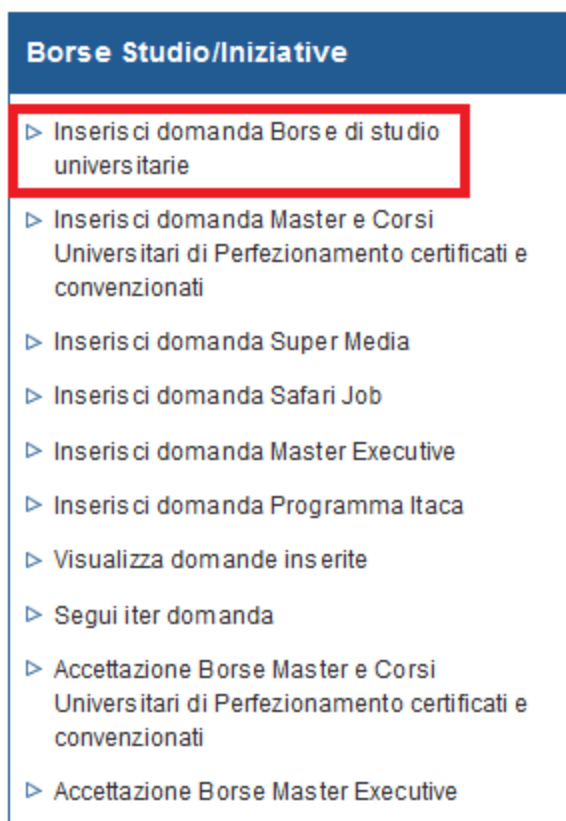 Borse Studio/Iniziative
Inserisci domanda Borse di studio
universitarie
Inserisci domanda Master e Corsi
Universitari di Perfezionamento certificati e
convenzionati
Inserisci domanda Super Media
Inserisci domanda Safari Job
Inserisci domanda Master Executive
Inserisci domanda Programma Itaca
Visualizza domande inserite
Segui iter domanda
Accettazione Borse Master e Corsi
Universitari di Perfezionamento certificati e
convenzionati
Accettazione Borse Master Executive